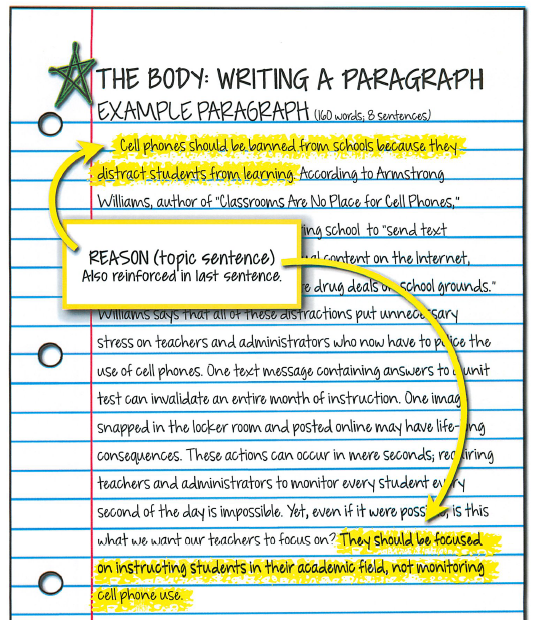 THE BODY: WRITING A PARAGRAPH
EXAMPLE PARAGRAPH (160 words; 8 sentences)
Cell phones should be banned from schools because they
distract students from learning. According to Armstrong
Williams, author of "Classrooms Are No Place for Cell Phones,"
school to "send text
content on the Internet,
REASON (topic sentence)
Also reinforced in last sentence.
drug deals on school grounds."
Williams says that all of these distractions put unnecessary
stress on teachers and administrators who now have to police the
use of cell phones. One text message containing answers to a unit
test can invalidate an entire month of instruction. One
snapped in the locker room and posted online may have
consequences. These actions can occur in mere seconds; requiring
teachers and administrators to monitor every student every
second of the day is impossible. Yet, even if it were possible, is this
what we want our teachers to focus on? They should be focused
on instructing students in their academic field, not monitoring
cell phone use.